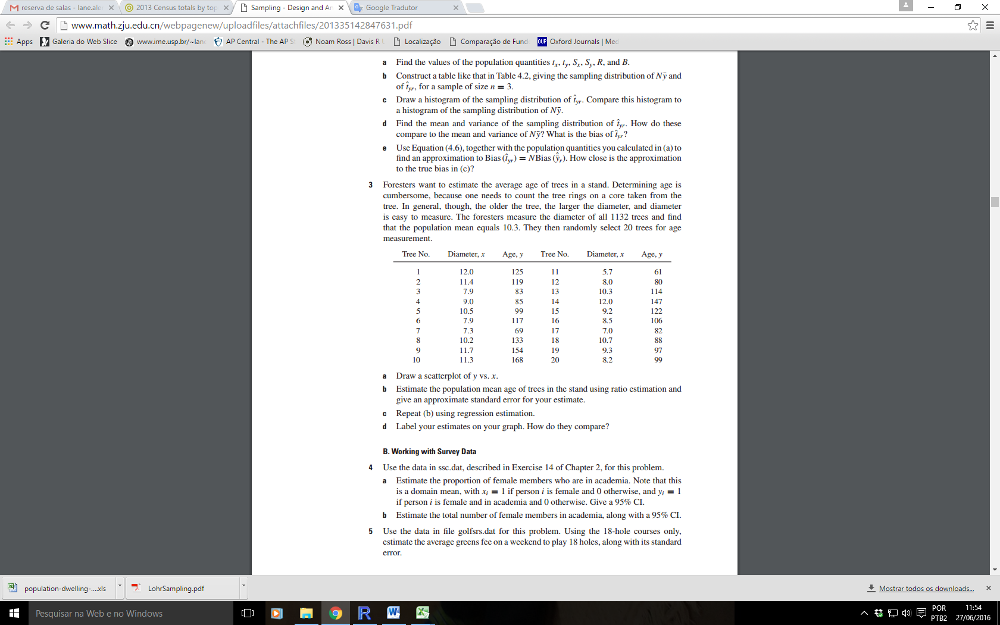 reserva de salas - lane.ale
2013 Census totals by top
Sampling - Design and An
Google Tradutor
www.math.zju.edu.cn/webpagenew/uploadfiles/attachfiles/201335142847631.pdf
Apps
Galeria do Web Slice
www.ime.usp.br/~lane
AP Central - The AP S
Noam Ross | Davis R U
Localização
Comparação de Fund
OUP
Oxford Journals | Med
a Find the values of the population quantities tx, ty, Sx, Sy, R, and B.
b Construct a table like that in Table 4.2, giving the sampling distribution of Nȳ and
of t̂yr, for a sample of size n = 3.
c Draw a histogram of the sampling distribution of t̂yr. Compare this histogram to
a histogram of the sampling distribution of Nȳ.
d Find the mean and variance of the sampling distribution of t̂yr. How do these
compare to the mean and variance of Nȳ? What is the bias of t̂yr?
e Use Equation (4.6), together with the population quantities you calculated in (a) to
find an approximation to Bias (t̂yr) = NBias (ȳ̂r). How close is the approximation
to the true bias in (c)?
3 Foresters want to estimate the average age of trees in a stand. Determining age is
cumbersome, because one needs to count the tree rings on a core taken from the
tree. In general, though, the older the tree, the larger the diameter, and diameter
is easy to measure. The foresters measure the diameter of all 1132 trees and find
that the population mean equals 10.3. They then randomly select 20 trees for age
measurement.
Tree No. Diameter, x Age, y Tree No. Diameter, x Age, y
1 12.0 125 11 5.7 61
2 11.4 119 12 8.0 80
3 7.9 83 13 10.3 114
4 9.0 85 14 12.0 147
5 10.5 99 15 9.2 122
6 7.9 117 16 8.5 106
7 7.3 69 17 7.0 82
8 10.2 133 18 10.7 88
9 11.7 154 19 9.3 97
10 11.3 168 20 8.2 99
a Draw a scatterplot of y vs. x.
b Estimate the population mean age of trees in the stand using ratio estimation and
give an approximate standard error for your estimate.
c Repeat (b) using regression estimation.
d Label your estimates on your graph. How do they compare?
B. Working with Survey Data
4 Use the data in ssc.dat, described in Exercise 14 of Chapter 2, for this problem.
a Estimate the proportion of female members who are in academia. Note that this
is a domain mean, with xi = 1 if person i is female and 0 otherwise, and yi = 1
if person i is female and in academia and 0 otherwise. Give a 95% CI.
b Estimate the total number of female members in academia, along with a 95% CI.
5 Use the data in file golfsrs.dat for this problem. Using the 18-hole courses only,
estimate the average greens fee on a weekend to play 18 holes, along with its standard
error.
population-dwelling-....xls
LohrSampling.pdf
Mostrar todos os downloads...
Pesquisar na Web e no Windows
POR
PTB2
11:54
27/06/2016